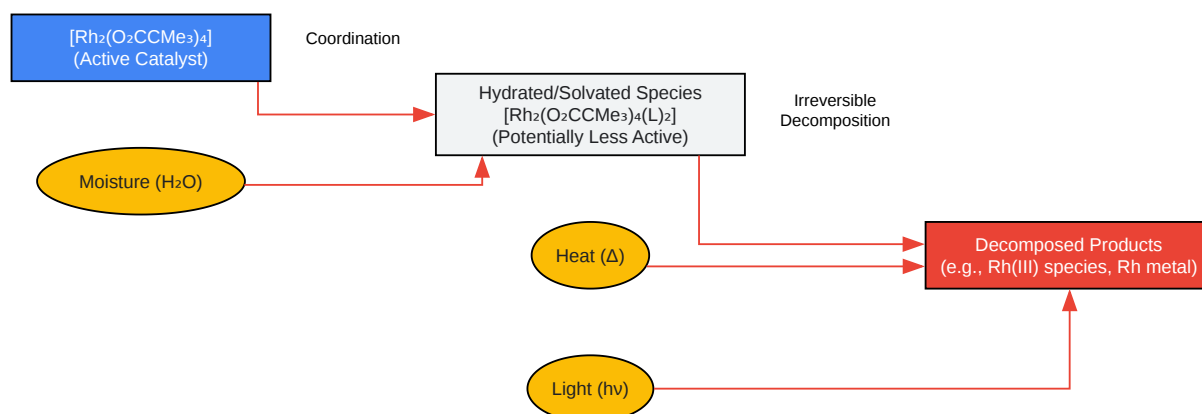 [Rh₂(O₂CCMe₃)₄]
(Active Catalyst)
Coordination
Hydrated/Solvated Species
[Rh₂(O₂CCMe₃)₄(L)₂]
(Potentially Less Active)
Irreversible
Decomposition
Moisture (H₂O)
Heat (Δ)
Decomposed Products
(e.g., Rh(III) species, Rh metal)
Light (hν)